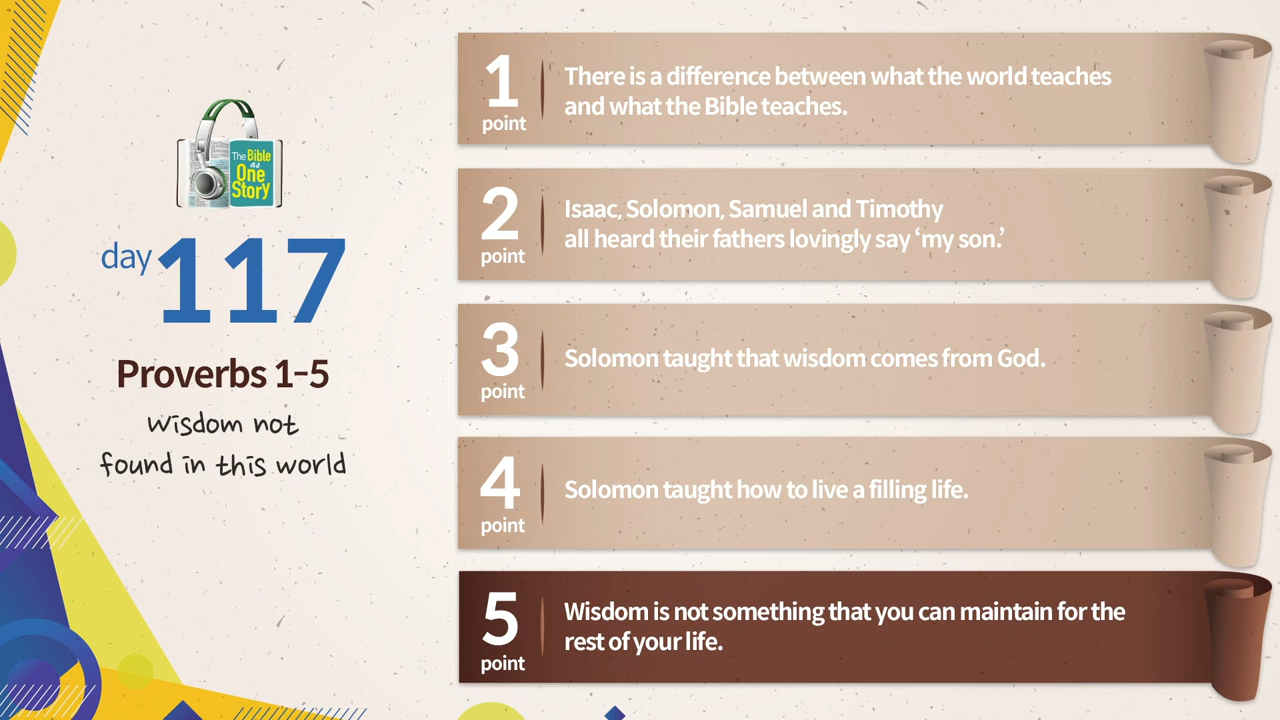 The Bible
as
One
Story
day 117
Proverbs 1-5
Wisdom not
found in this world
1
point
There is a difference between what the world teaches
and what the Bible teaches.
2
point
Isaac, Solomon, Samuel and Timothy
all heard their fathers lovingly say ‘my son.’
3
point
Solomon taught that wisdom comes from God.
4
point
Solomon taught how to live a filling life.
5
point
Wisdom is not something that you can maintain for the
rest of your life.